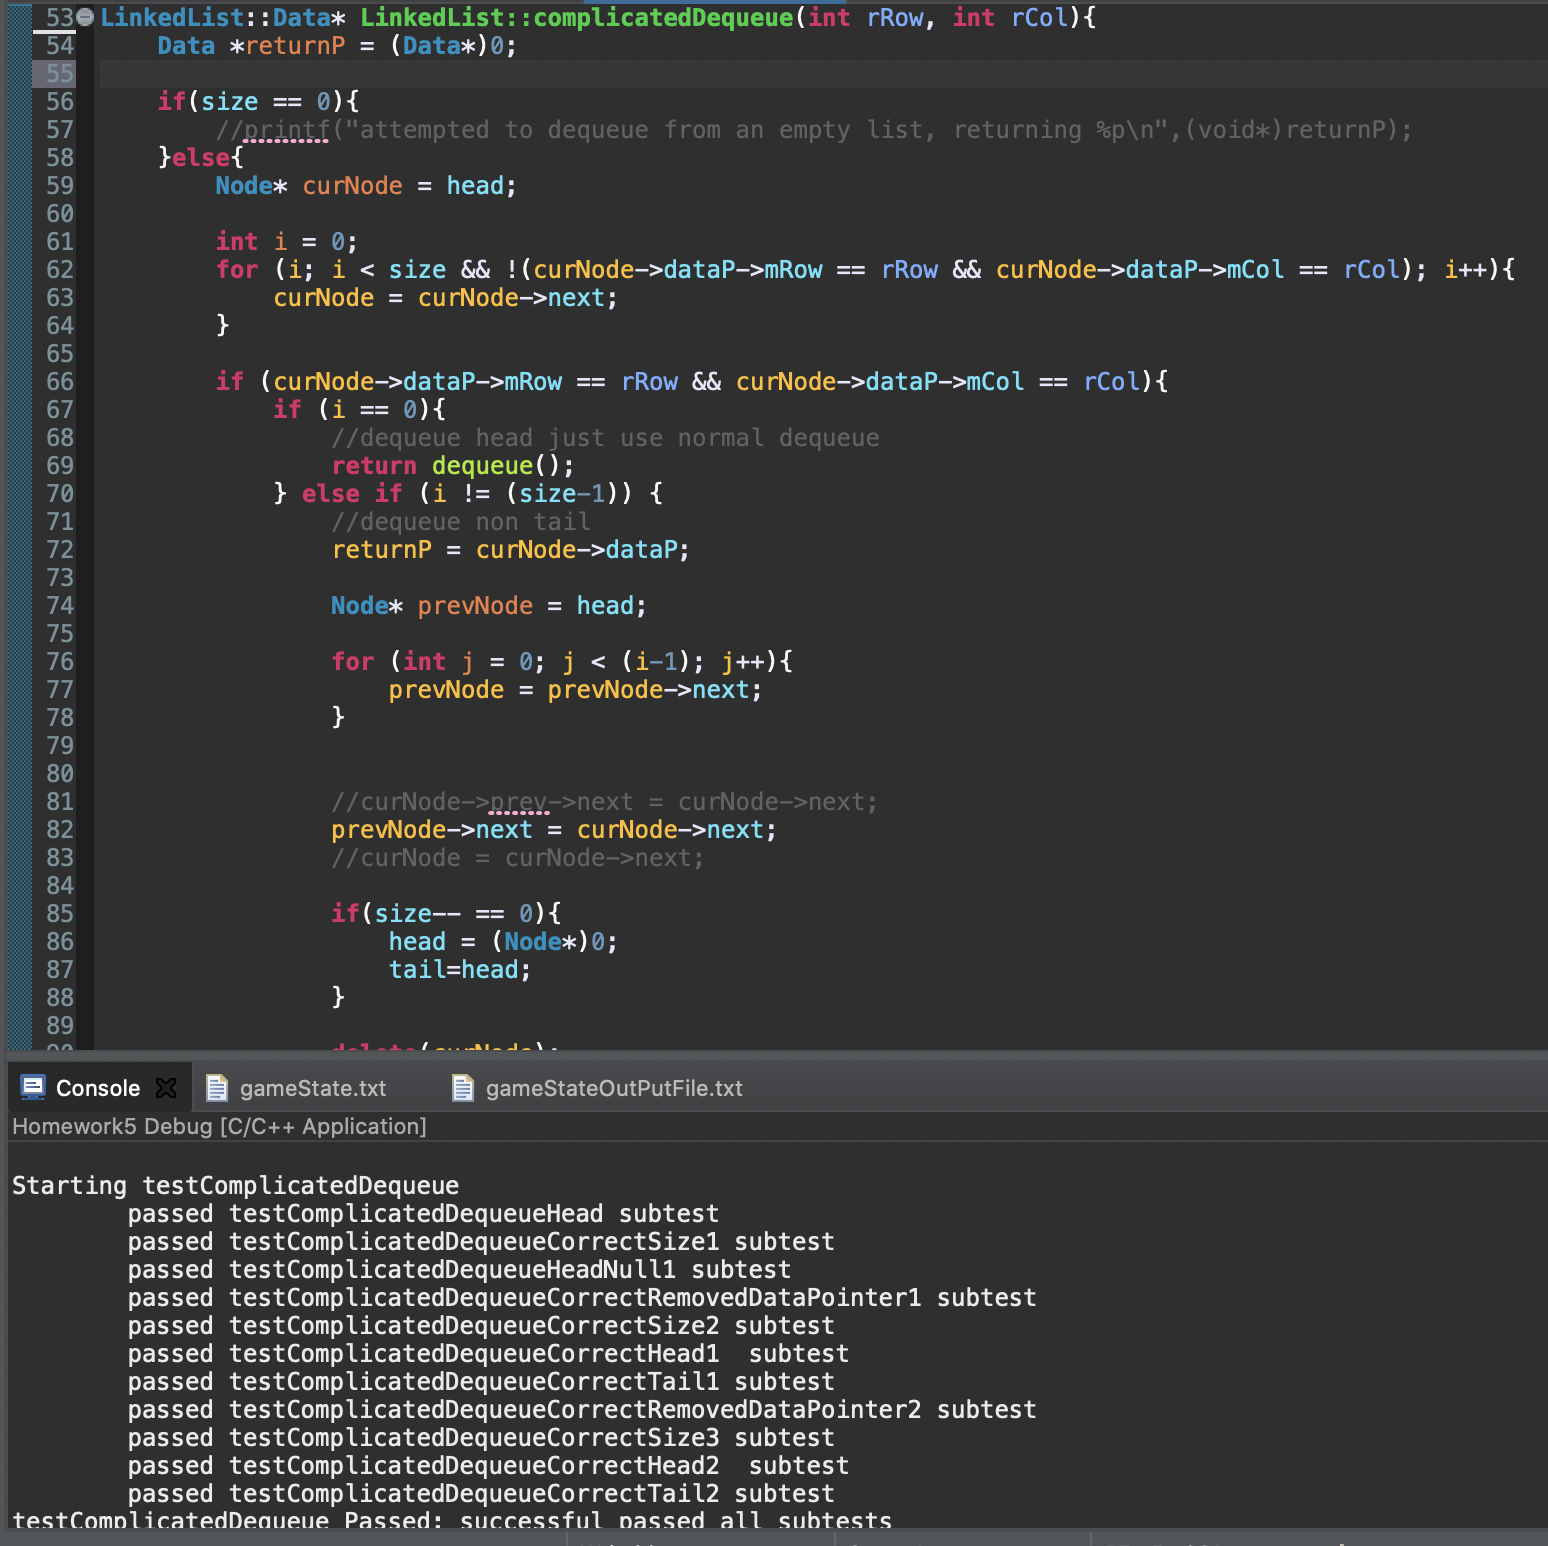 53 LinkedList::Data* LinkedList::complicatedDequeue(int rRow, int rCol){
54     Data *returnP = (Data*)0;
55
56     if(size == 0){
57         //printf("attempted to dequeue from an empty list, returning %p\n",(void*)returnP);
58     }else{
59         Node* curNode = head;
60
61         int i = 0;
62         for (i; i < size && !(curNode->dataP->mRow == rRow && curNode->dataP->mCol == rCol); i++){
63             curNode = curNode->next;
64         }
65
66         if (curNode->dataP->mRow == rRow && curNode->dataP->mCol == rCol){
67             if (i == 0){
68                 //dequeue head just use normal dequeue
69                 return dequeue();
70             } else if (i != (size-1)) {
71                 //dequeue non tail
72                 returnP = curNode->dataP;
73
74                 Node* prevNode = head;
75
76                 for (int j = 0; j < (i-1); j++){
77                     prevNode = prevNode->next;
78                 }
79
80
81                 //curNode->prev->next = curNode->next;
82                 prevNode->next = curNode->next;
83                 //curNode = curNode->next;
84
85                 if(size-- == 0){
86                     head = (Node*)0;
87                     tail=head;
88                 }
89
90                 delete(curNode);
Console gameState.txt gameStateOutPutFile.txt
Homework5 Debug [C/C++ Application]
Starting testComplicatedDequeue
        passed testComplicatedDequeueHead subtest
        passed testComplicatedDequeueCorrectSize1 subtest
        passed testComplicatedDequeueHeadNull1 subtest
        passed testComplicatedDequeueCorrectRemovedDataPointer1 subtest
        passed testComplicatedDequeueCorrectSize2 subtest
        passed testComplicatedDequeueCorrectHead1  subtest
        passed testComplicatedDequeueCorrectTail1 subtest
        passed testComplicatedDequeueCorrectRemovedDataPointer2 subtest
        passed testComplicatedDequeueCorrectSize3 subtest
        passed testComplicatedDequeueCorrectHead2  subtest
        passed testComplicatedDequeueCorrectTail2 subtest
testComplicatedDequeue Passed: successful passed all subtests